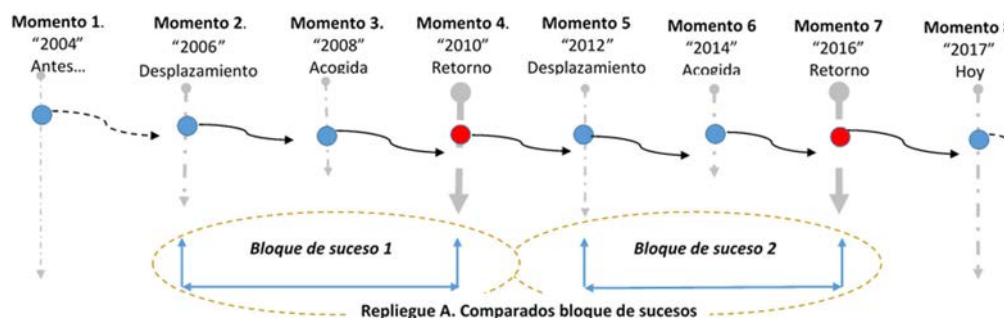 Momento 1.
"2004"
Antes...
Momento 2.
"2006"
Desplazamiento
Momento 3.
"2008"
Acogida
Momento 4.
"2010"
Retorno
Momento 5
"2012"
Desplazamiento
Momento 6
"2014"
Acogida
Momento 7
"2016"
Retorno
Momento
"2017"
Hoy
Bloque de suceso 1
Bloque de suceso 2
Repliegue A. Comparados bloque de sucesos